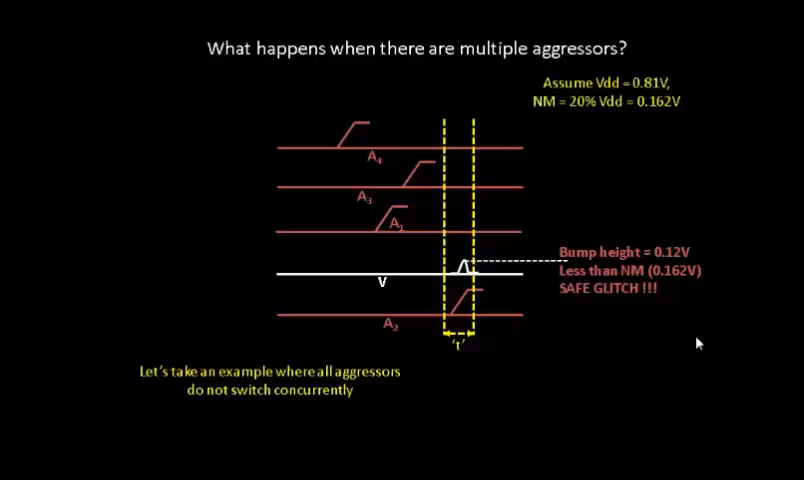 What happens when there are multiple aggressors?
Assume Vdd = 0.81V,
NM = 20% Vdd = 0.162V
A4
A3
A1
Bump height = 0.12V
Less than NM (0.162V)
V
SAFE GLITCH !!!
A2
't'
Let's take an example where all aggressors
do not switch concurrently